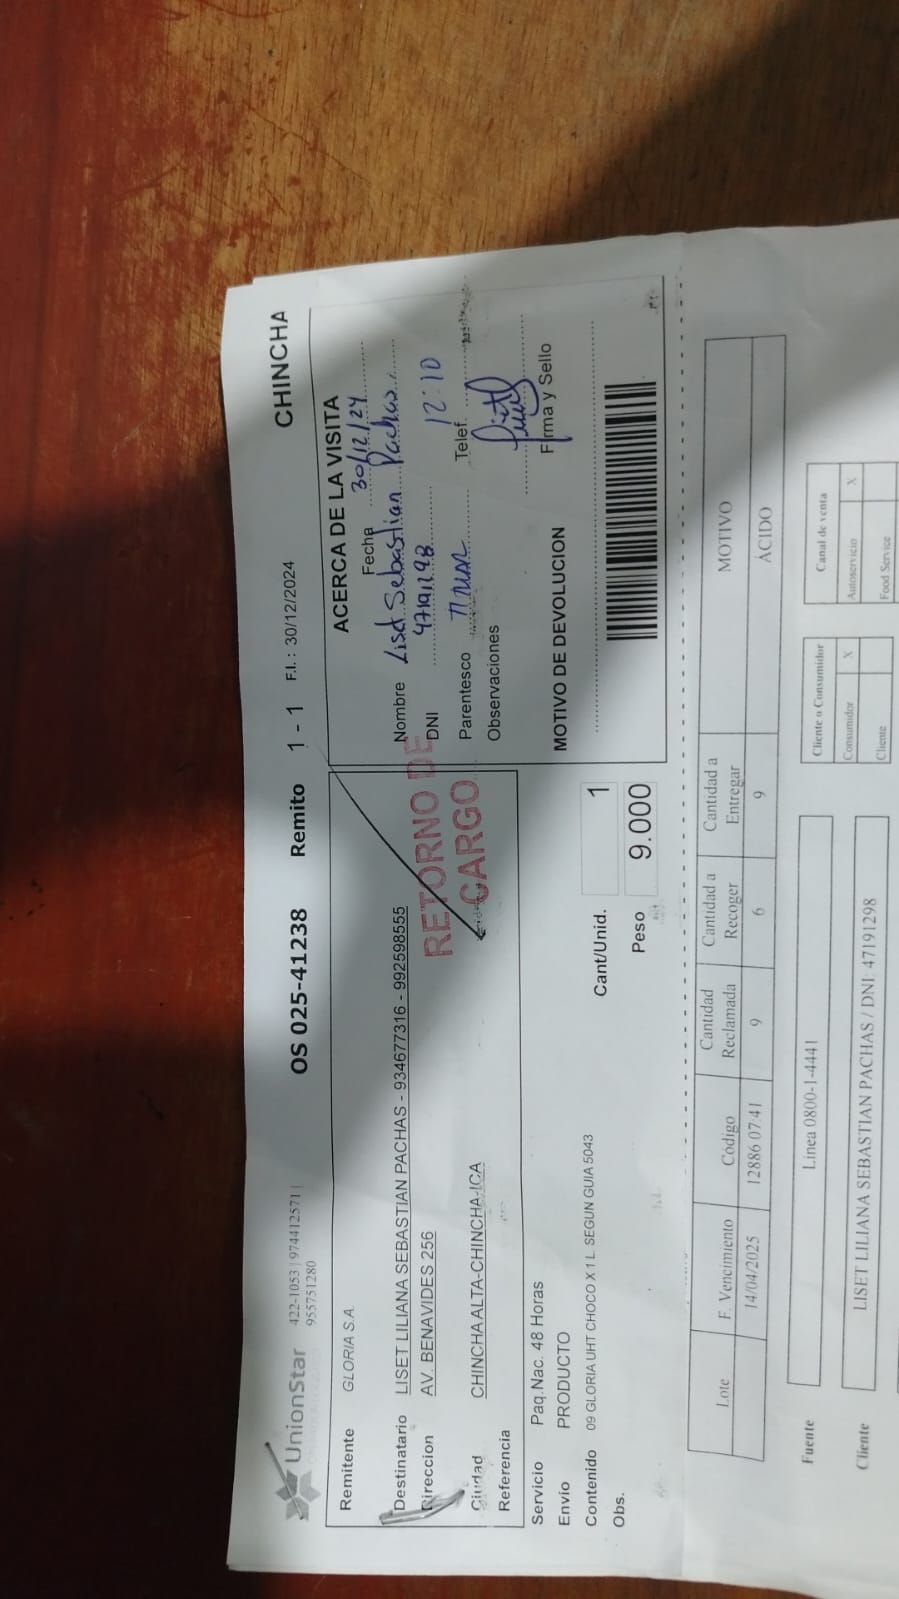 UnionStar
422-1053 | 974412571 |
955751280
OS 025-41238 Remito 1 - 1 F.I. : 30/12/2024 CHINCHA
Remitente GLORIA S.A.
Destinatario LISET LILIANA SEBASTIAN PACHAS - 934677316 - 992598555
Direccion AV. BENAVIDES 256
Ciudad CHINCHA ALTA-CHINCHA-ICA
Referencia
RETORNO DE
CARGO
Servicio Paq.Nac. 48 Horas
Envio PRODUCTO
Contenido 09 GLORIA UHT CHOCO X 1 L SEGUN GUIA 5043
Obs.
Cant/Unid. 1
Peso 9.000
ACERCA DE LA VISITA
Fecha 30/12/24
Nombre Liset Sebastian Pachas
DNI 47191298 12:10
Parentesco Telef.
Observaciones
Firma y Sello
MOTIVO DE DEVOLUCION
Lote F. Vencimiento Código Cantidad Reclamada Cantidad a Recoger Cantidad a Entregar MOTIVO
14/04/2025 12886 07 41 9 6 9 ÁCIDO
Fuente Linea 0800-1-4441 Cliente o Consumidor Canal de venta
Consumidor X Autoservicio X
Cliente LISET LILIANA SEBASTIAN PACHAS / DNI: 47191298 Cliente Food Service